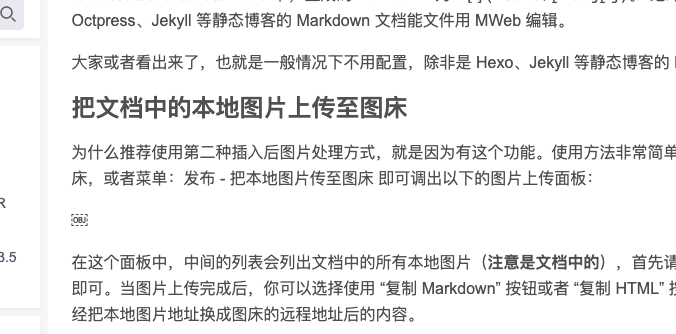 Octpress、Jekyll 等静态博客的 Markdown 文档能文件用 MWeb 编辑。
大家或者看出来了，也就是一般情况下不用配置，除非是 Hexo、Jekyll 等静态博客的
把文档中的本地图片上传至图床
为什么推荐使用第二种插入后图片处理方式，就是因为有这个功能。使用方法非常简单
床，或者菜单：发布 - 把本地图片传至图床 即可调出以下的图片上传面板：
R
OBJ
3.5
在这个面板中，中间的列表会列出文档中的所有本地图片（注意是文档中的），首先请
即可。当图片上传完成后，你可以选择使用 “复制 Markdown” 按钮或者 “复制 HTML” 按
经把本地图片地址换成图床的远程地址后的内容。